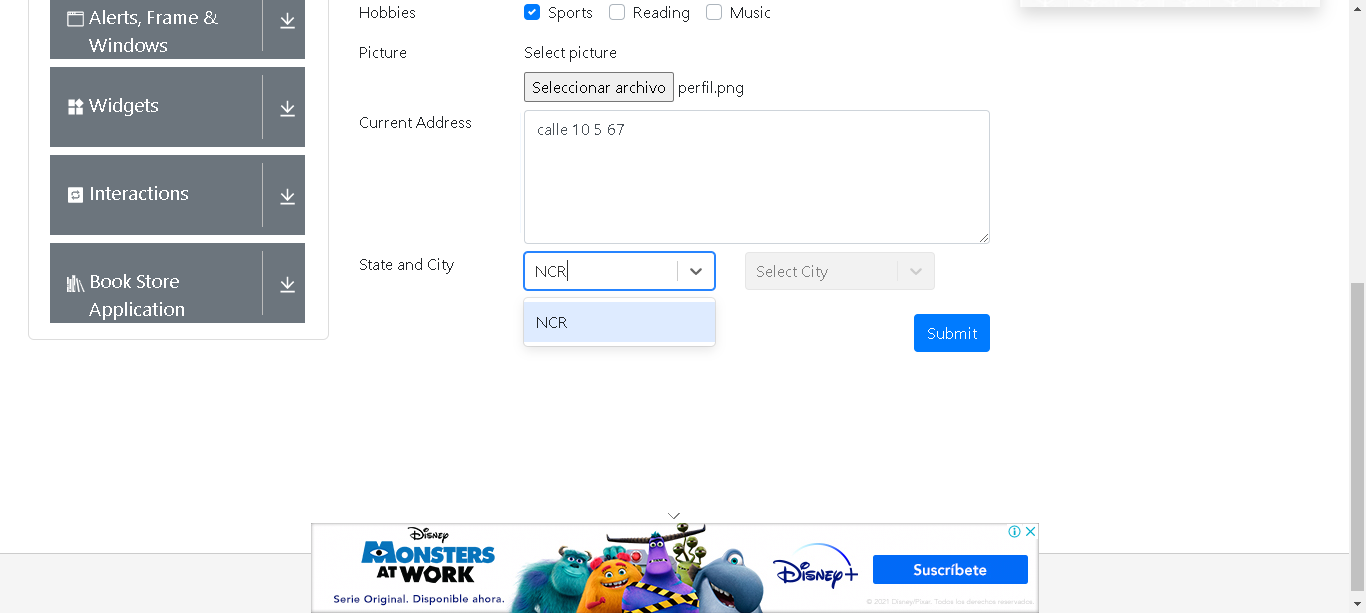 Alerts, Frame &
Windows
Widgets
Interactions
Book Store
Application
Hobbies
Sports
Reading
Music
Picture
Select picture
Seleccionar archivo perfil.png
Current Address
calle 10 5 67
State and City
NCR
Select City
NCR
Submit
Disney
MONSTERS
AT WORK
Serie Original. Disponible ahora.
Disney+
Suscríbete
© 2021 Disney/Pixar. Todos los derechos reservados.